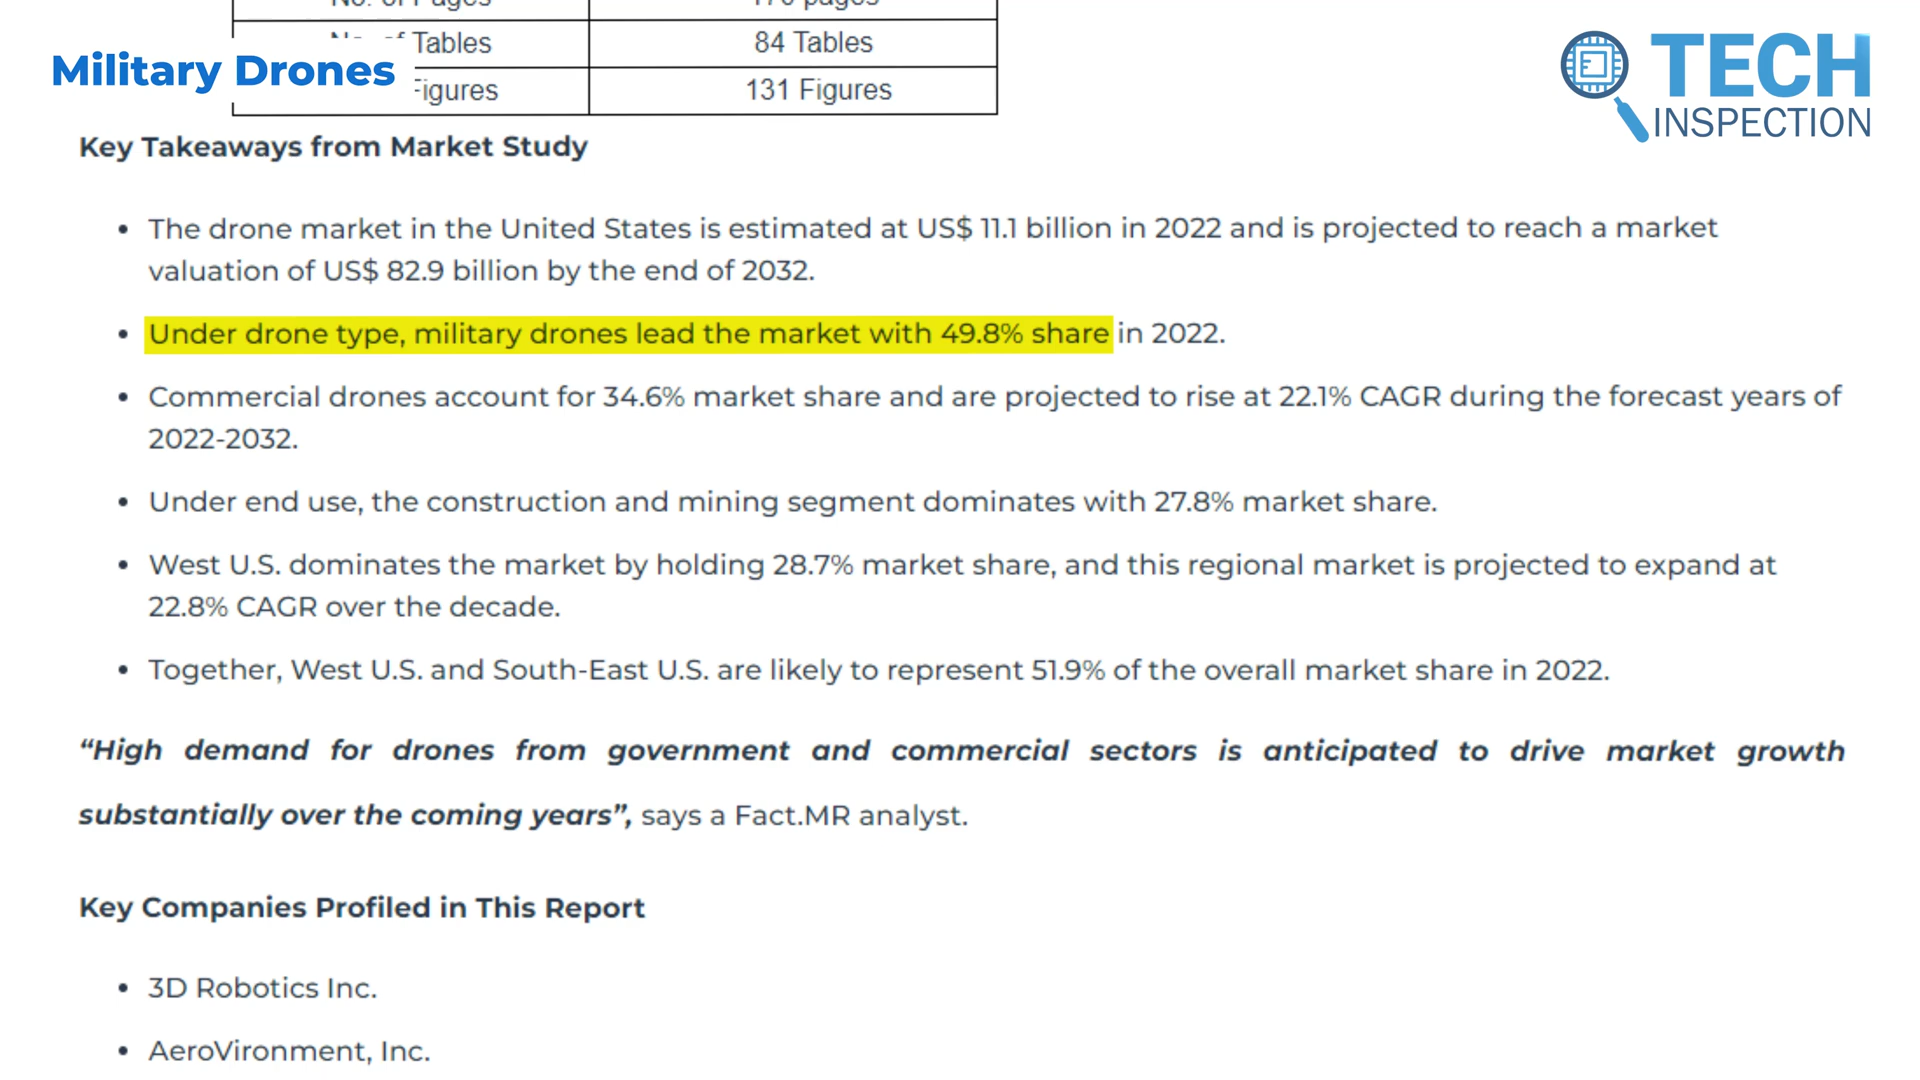 pages
Tables
84 Tables
Military Drones
Figures
131 Figures
TECH
INSPECTION
Key Takeaways from Market Study
• The drone market in the United States is estimated at US$ 11.1 billion in 2022 and is projected to reach a market
valuation of US$ 82.9 billion by the end of 2032.
• Under drone type, military drones lead the market with 49.8% share in 2022.
• Commercial drones account for 34.6% market share and are projected to rise at 22.1% CAGR during the forecast years of
2022-2032.
• Under end use, the construction and mining segment dominates with 27.8% market share.
• West U.S. dominates the market by holding 28.7% market share, and this regional market is projected to expand at
22.8% CAGR over the decade.
• Together, West U.S. and South-East U.S. are likely to represent 51.9% of the overall market share in 2022.
“High demand for drones from government and commercial sectors is anticipated to drive market growth
substantially over the coming years”, says a Fact.MR analyst.
Key Companies Profiled in This Report
• 3D Robotics Inc.
• AeroVironment, Inc.